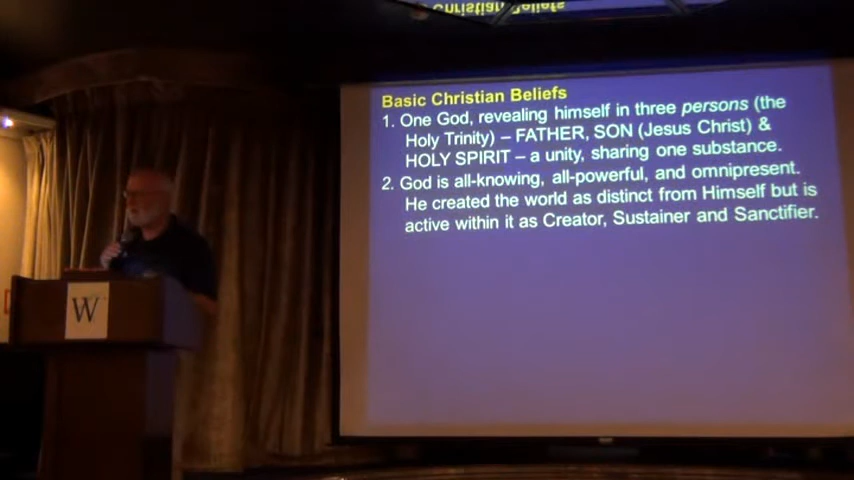 Christian Beliefs
Basic Christian Beliefs
1. One God, revealing himself in three persons (the
Holy Trinity) – FATHER, SON (Jesus Christ) &
HOLY SPIRIT – a unity, sharing one substance.
2. God is all-knowing, all-powerful, and omnipresent.
He created the world as distinct from Himself but is
active within it as Creator, Sustainer and Sanctifier.
W